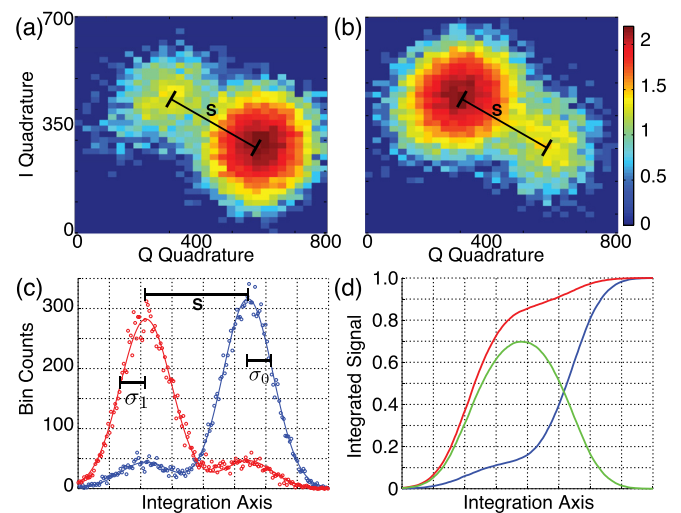 (a) (b)
700
350
0
I Quadrature
S S
2
1.5
1
0.5
0
0 400 800 0 400 800
Q Quadrature Q Quadrature
(c) (d)
300
200
100
0
Bin Counts
S
σ1 σ0
Integration Axis
1.0
0.8
0.6
0.4
0.2
0
Integrated Signal
Integration Axis